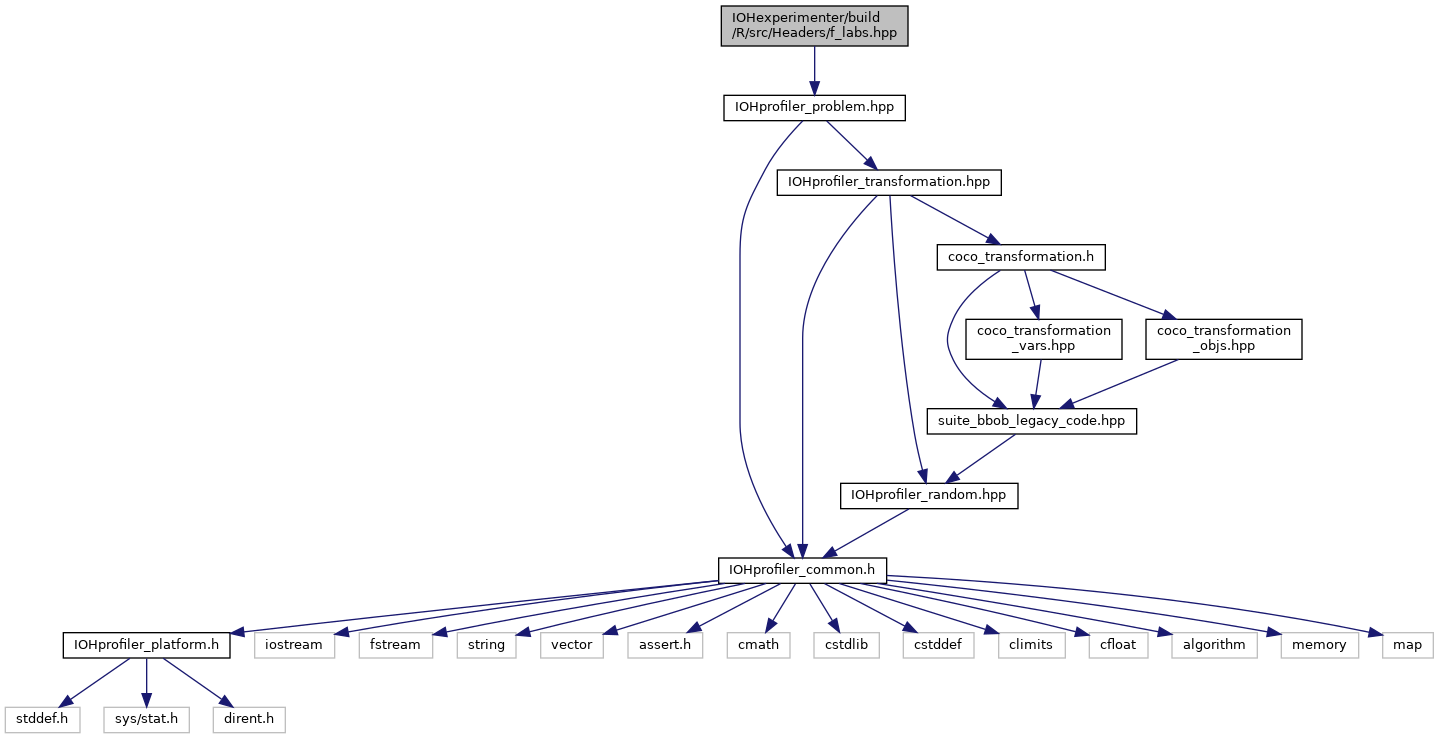 IOHexperimenter/build
/R/src/Headers/f_labs.hpp
IOHprofiler_problem.hpp
IOHprofiler_transformation.hpp
coco_transformation.h
coco_transformation
_vars.hpp
coco_transformation
_objs.hpp
suite_bbob_legacy_code.hpp
IOHprofiler_random.hpp
IOHprofiler_common.h
IOHprofiler_platform.h
iostream
fstream
string
vector
assert.h
cmath
cstdlib
cstddef
climits
cfloat
algorithm
memory
map
stddef.h
sys/stat.h
dirent.h